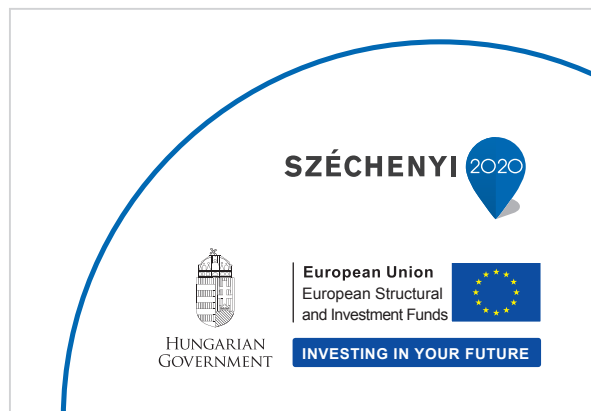 SZÉCHENYI 2020
European Union
European Structural
and Investment Funds
HUNGARIAN
GOVERNMENT
INVESTING IN YOUR FUTURE